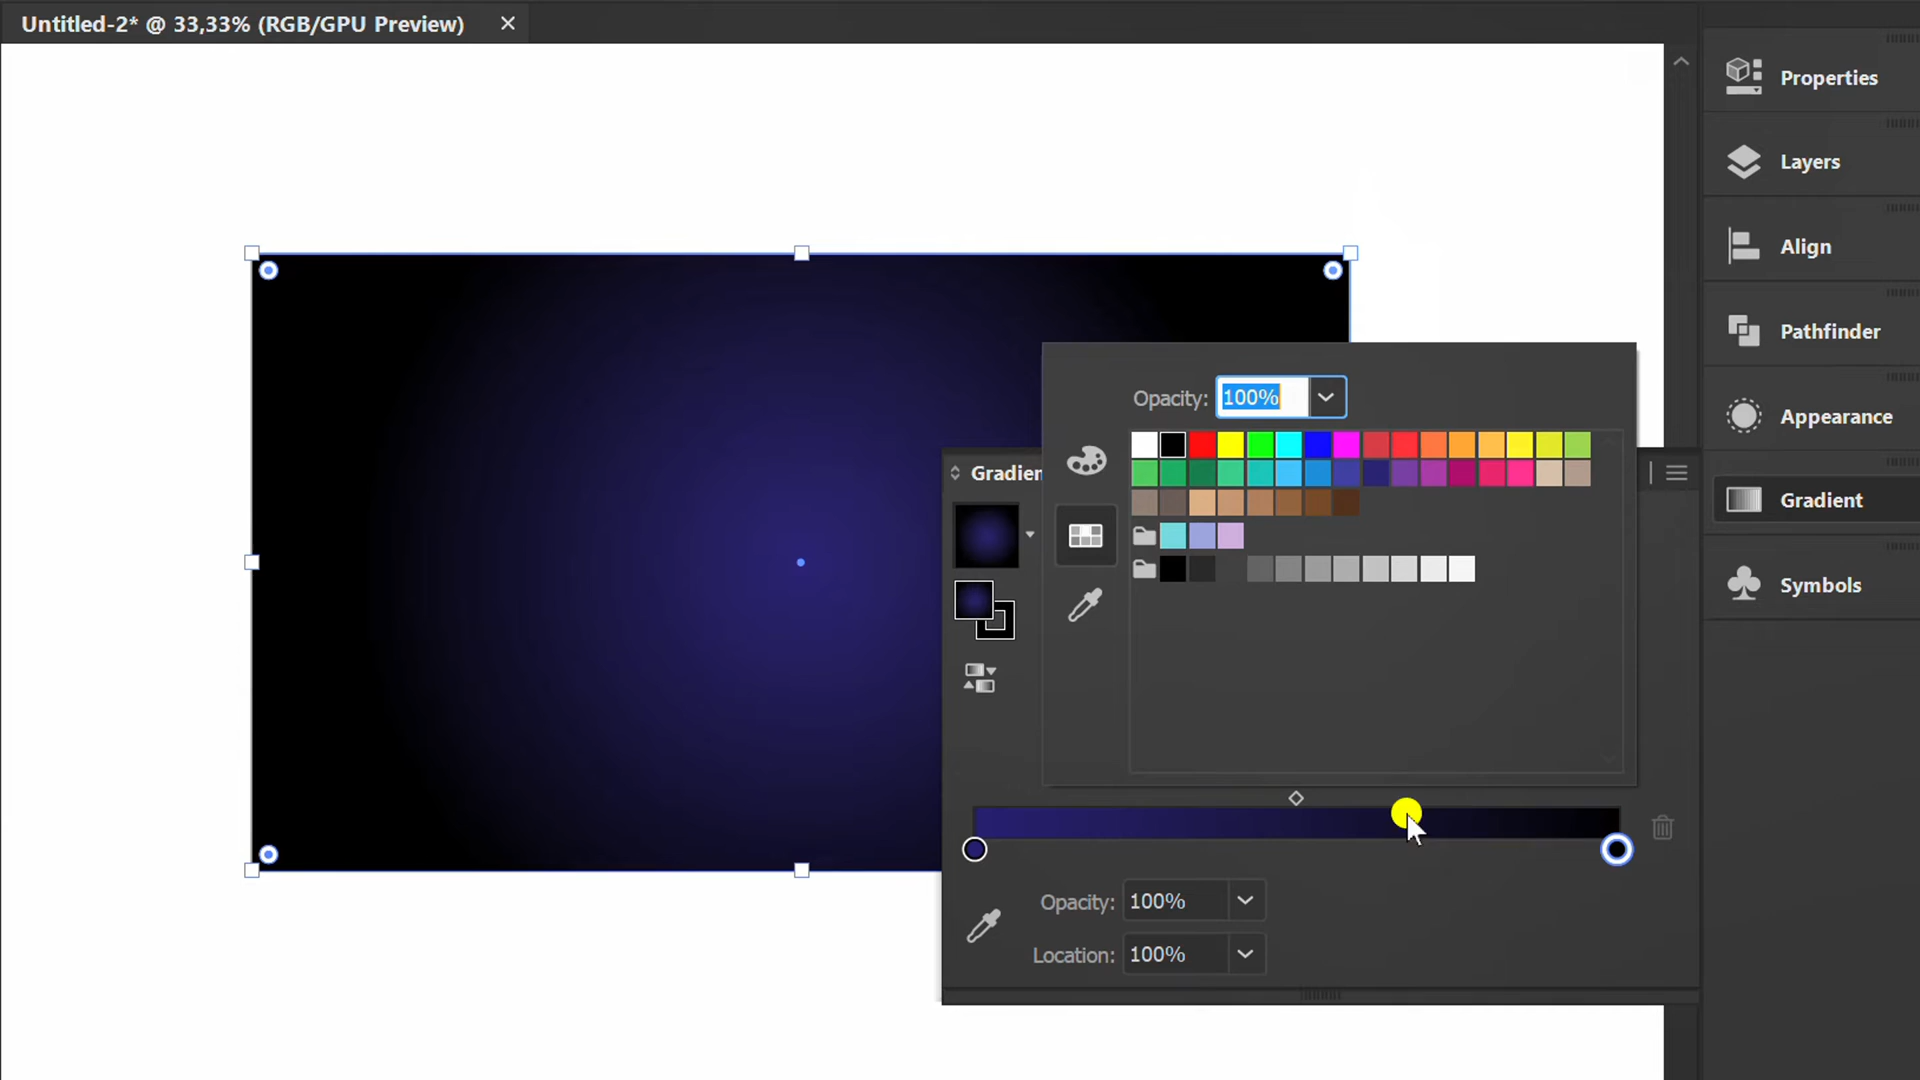 Untitled-2* @ 33,33% (RGB/GPU Preview)
Properties
Layers
Align
Pathfinder
Appearance
Gradient
Symbols
Opacity: 100%
Gradien
Opacity: 100%
Location: 100%